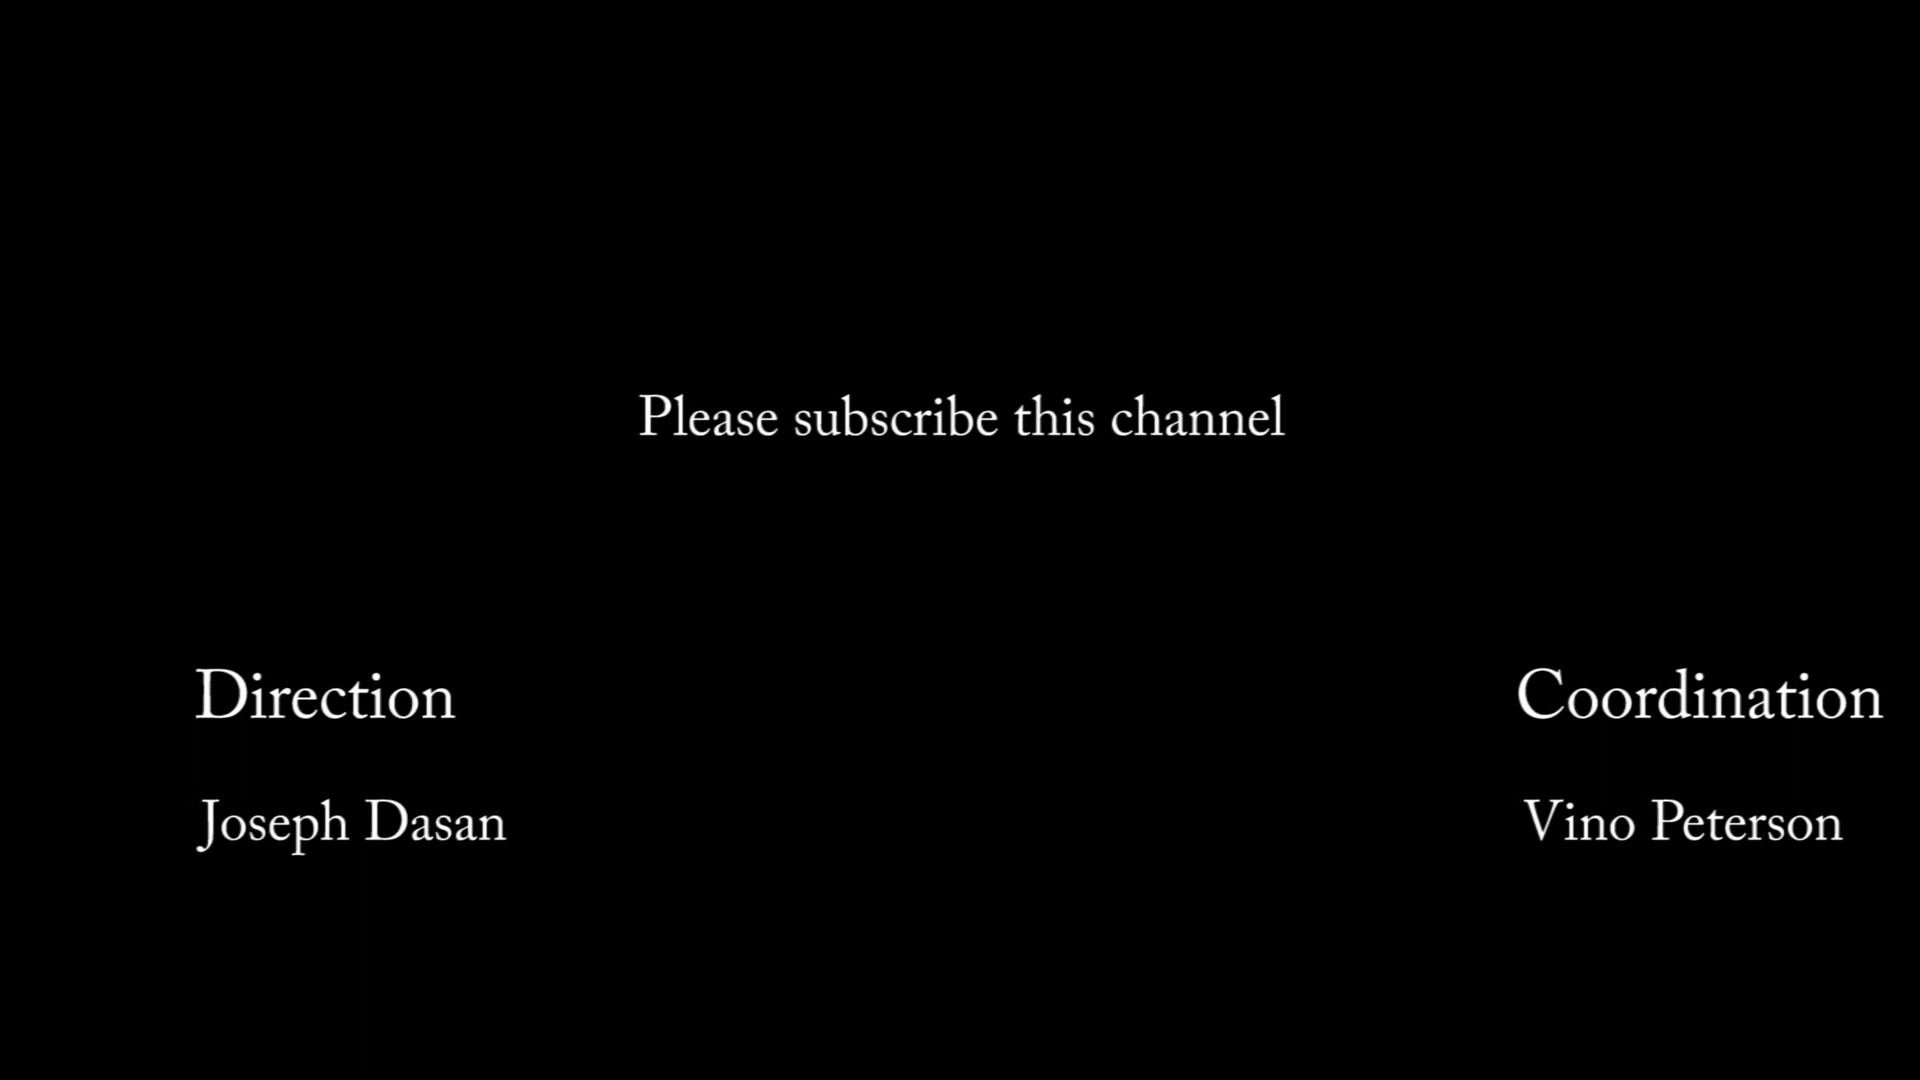 Please subscribe this channel
Direction
Coordination
Joseph Dasan
Vino Peterson